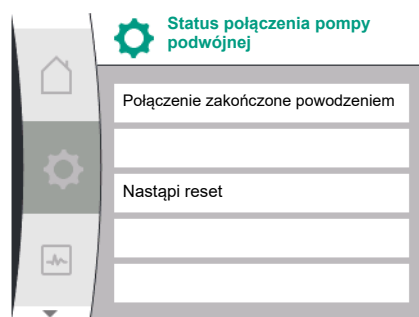 Status połączenia pompy
podwójnej
Połączenie zakończone powodzeniem
Nastąpi reset